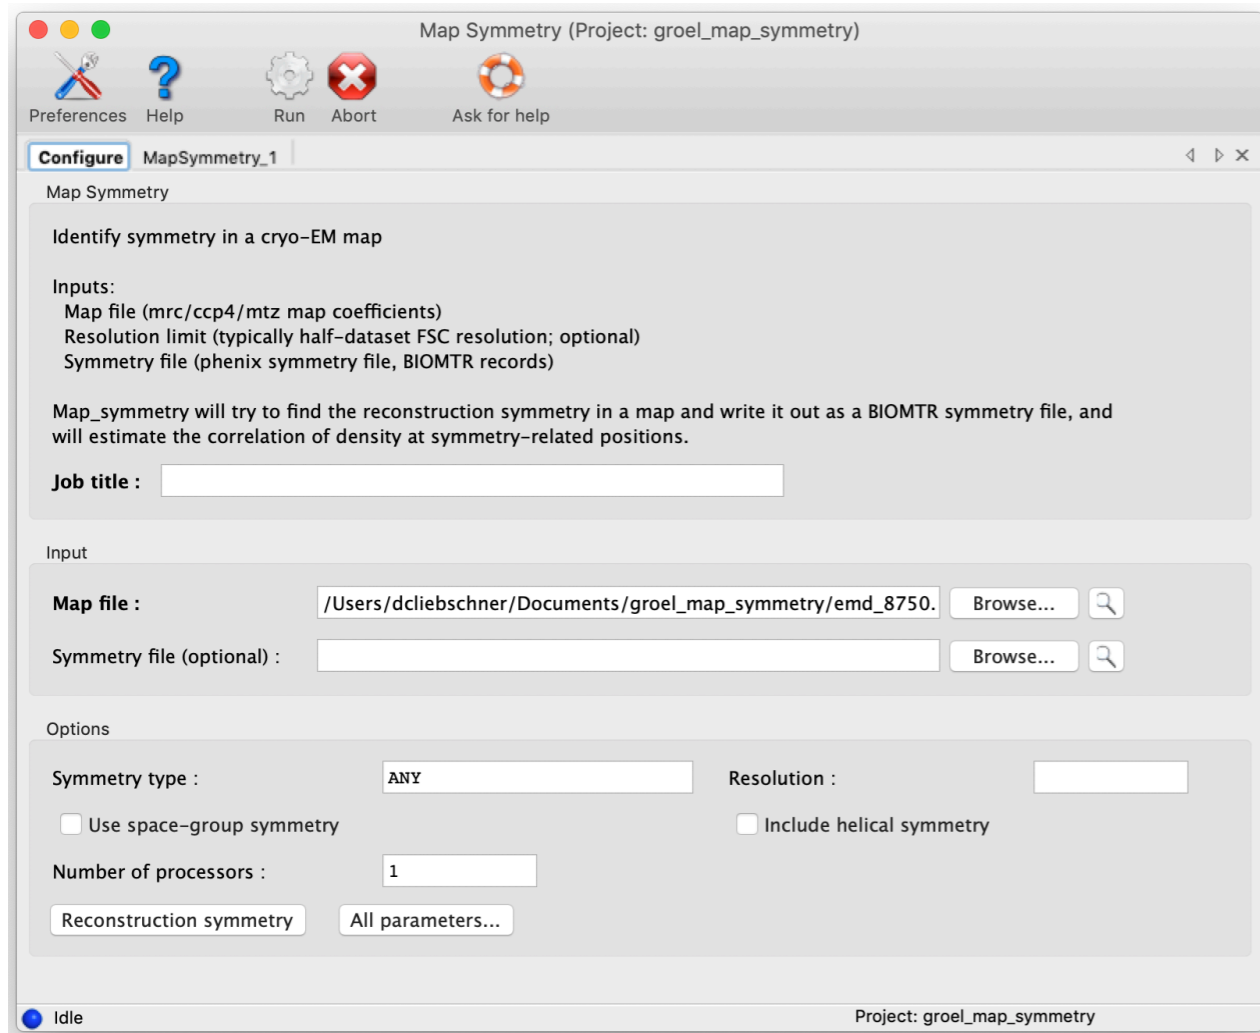 Map Symmetry (Project: groel_map_symmetry)
Preferences Help Run Abort Ask for help
Configure MapSymmetry_1
Map Symmetry
Identify symmetry in a cryo-EM map
Inputs:
Map file (mrc/ccp4/mtz map coefficients)
Resolution limit (typically half-dataset FSC resolution; optional)
Symmetry file (phenix symmetry file, BIOMTR records)
Map_symmetry will try to find the reconstruction symmetry in a map and write it out as a BIOMTR symmetry file, and
will estimate the correlation of density at symmetry-related positions.
Job title :
Input
Map file : /Users/dcliebschner/Documents/groel_map_symmetry/emd_8750. Browse...
Symmetry file (optional) : Browse...
Options
Symmetry type : ANY Resolution :
Use space-group symmetry Include helical symmetry
Number of processors : 1
Reconstruction symmetry All parameters...
Idle Project: groel_map_symmetry